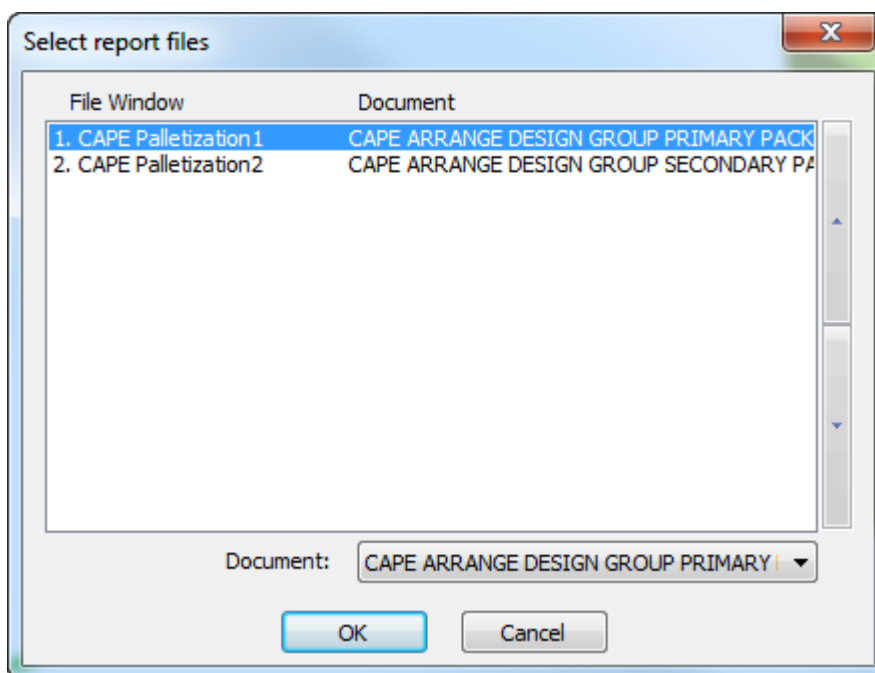 Select report files
File Window Document
1. CAPE Palletization1 CAPE ARRANGE DESIGN GROUP PRIMARY PACK
2. CAPE Palletization2 CAPE ARRANGE DESIGN GROUP SECONDARY PA
Document: CAPE ARRANGE DESIGN GROUP PRIMARY
OK Cancel